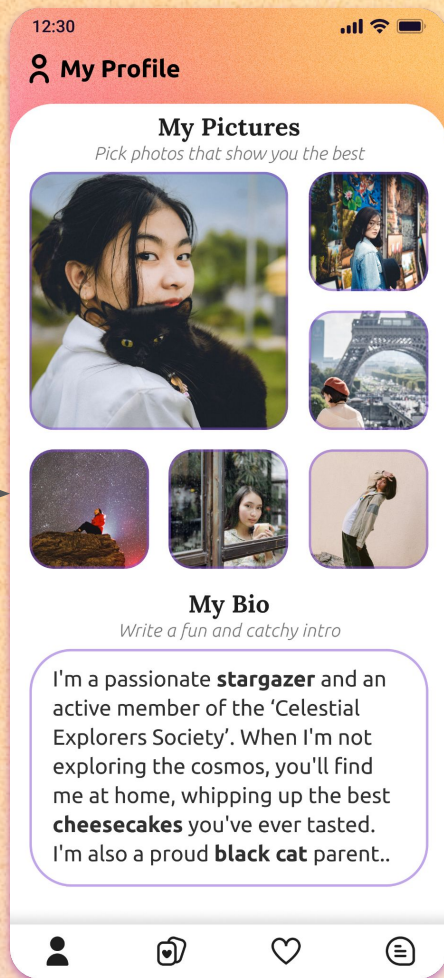 12:30
My Profile
My Pictures
Pick photos that show you the best
My Bio
Write a fun and catchy intro
I'm a passionate stargazer and an
active member of the ‘Celestial
Explorers Society’. When I'm not
exploring the cosmos, you'll find
me at home, whipping up the best
cheesecakes you've ever tasted.
I'm also a proud black cat parent..